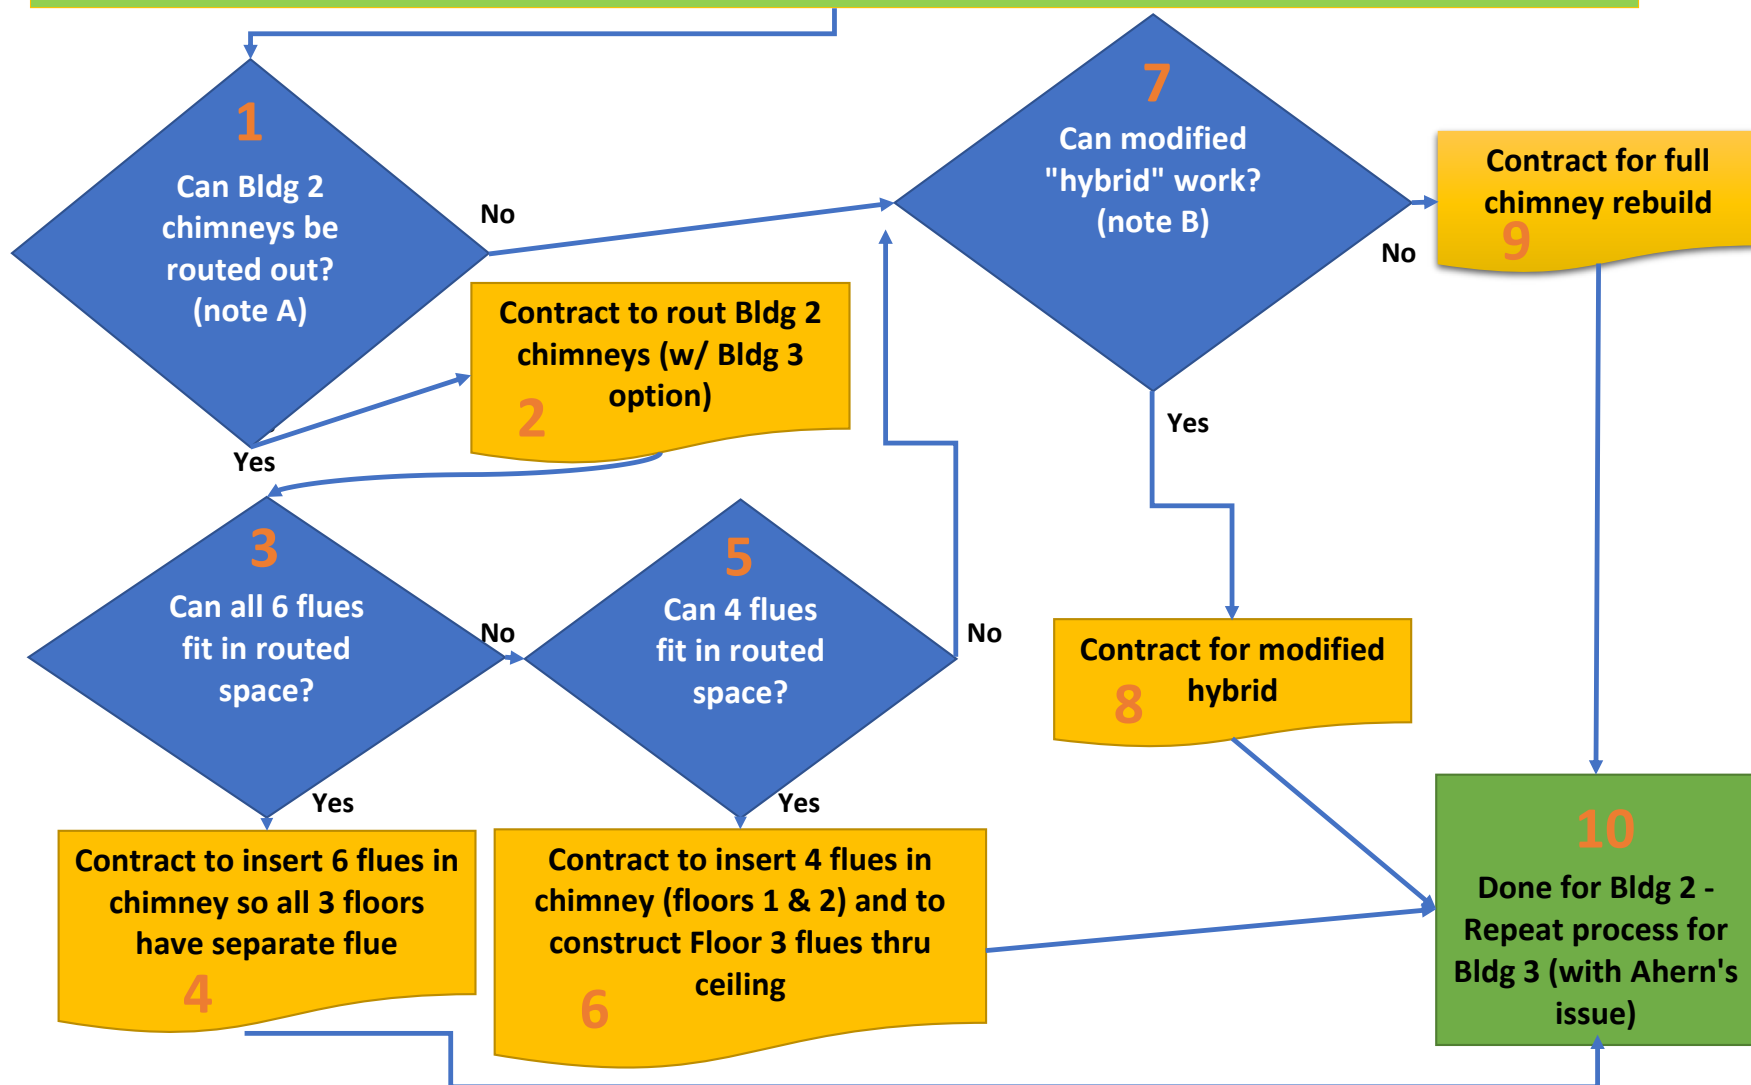 1
Can Bldg 2
chimneys be
routed out?
(note A)
No
Yes
Contract to rout Bldg 2
chimneys (w/ Bldg 3
option)
2
3
Can all 6 flues
fit in routed
space?
No
Yes
Contract to insert 6 flues in
chimney so all 3 floors
have separate flue
4
5
Can 4 flues
fit in routed
space?
No
Yes
Contract to insert 4 flues in
chimney (floors 1 & 2) and to
construct Floor 3 flues thru
ceiling
6
7
Can modified
"hybrid" work?
(note B)
No
Yes
Contract for modified
hybrid
8
Contract for full
chimney rebuild
9
10
Done for Bldg 2 -
Repeat process for
Bldg 3 (with Ahern's
issue)